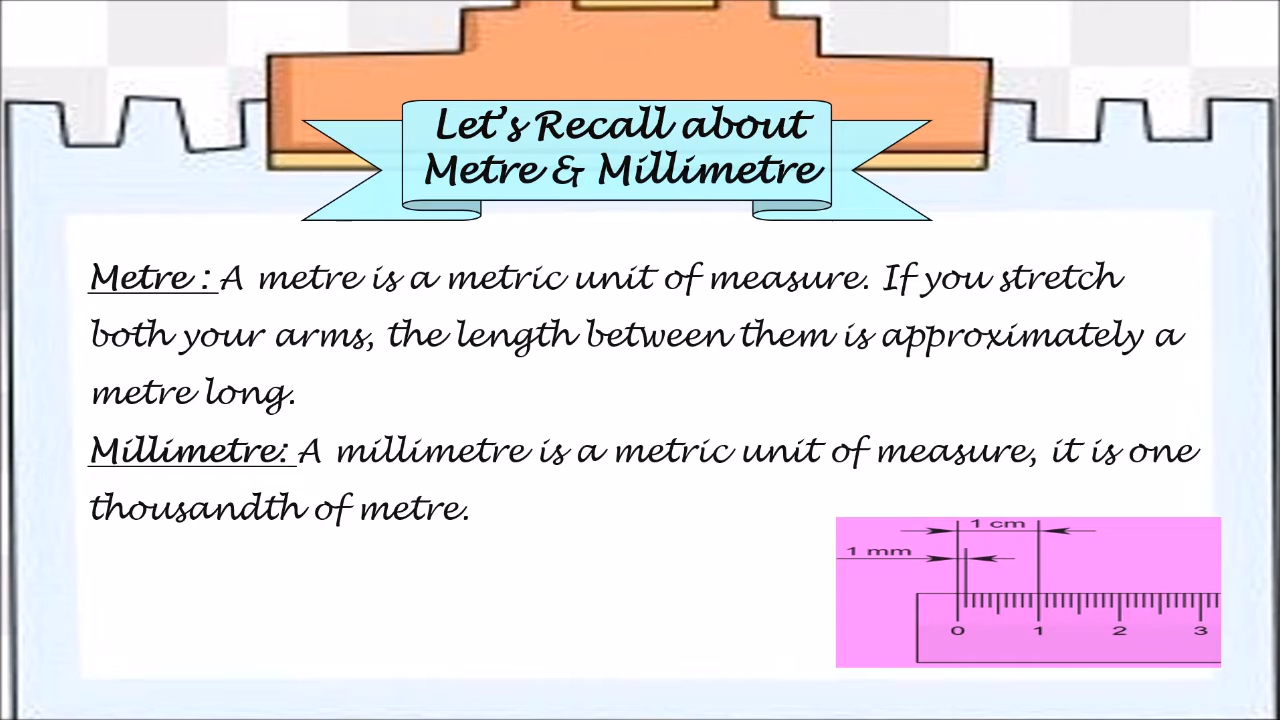 Let's Recall about
Metre & Millimetre
Metre : A metre is a metric unit of measure. If you stretch
both your arms, the length between them is approximately a
metre long.
Millimetre: A millimetre is a metric unit of measure, it is one
thousandth of metre.
1 cm
1 mm
0 1 2 3